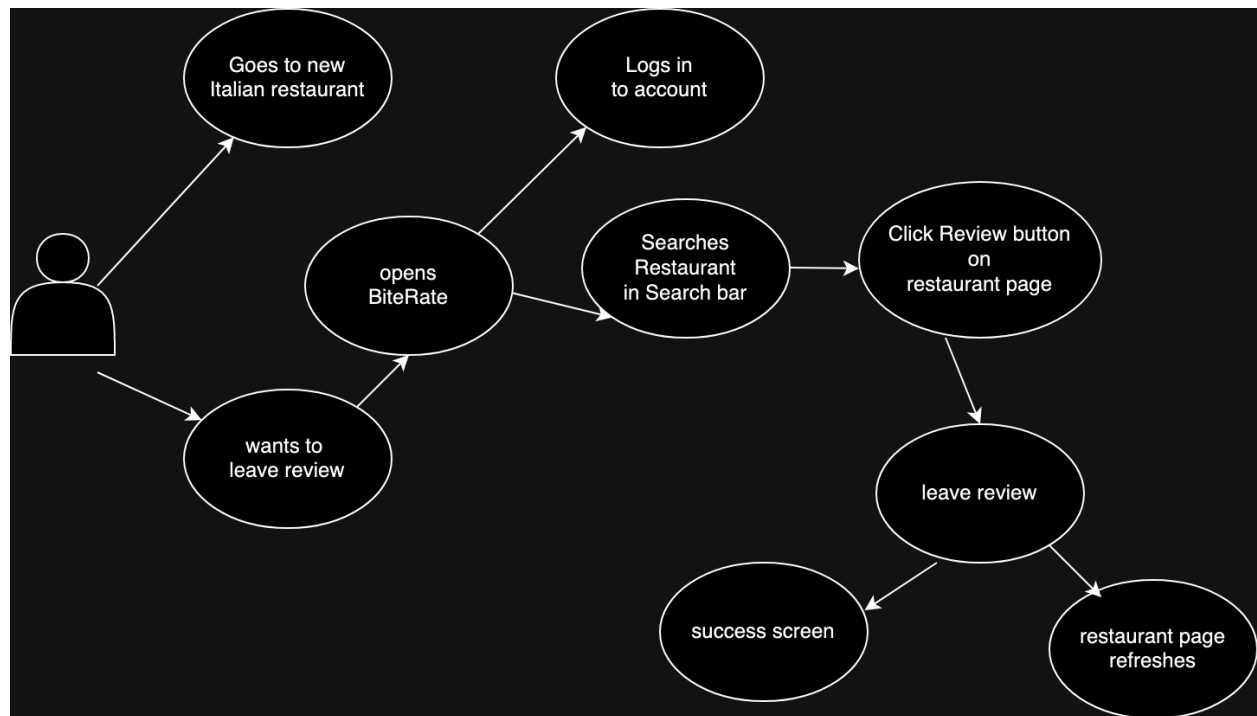 Goes to new
Italian restaurant
Logs in
to account
opens
BiteRate
Searches
Restaurant
in Search bar
Click Review button
on
restaurant page
wants to
leave review
leave review
success screen
restaurant page
refreshes